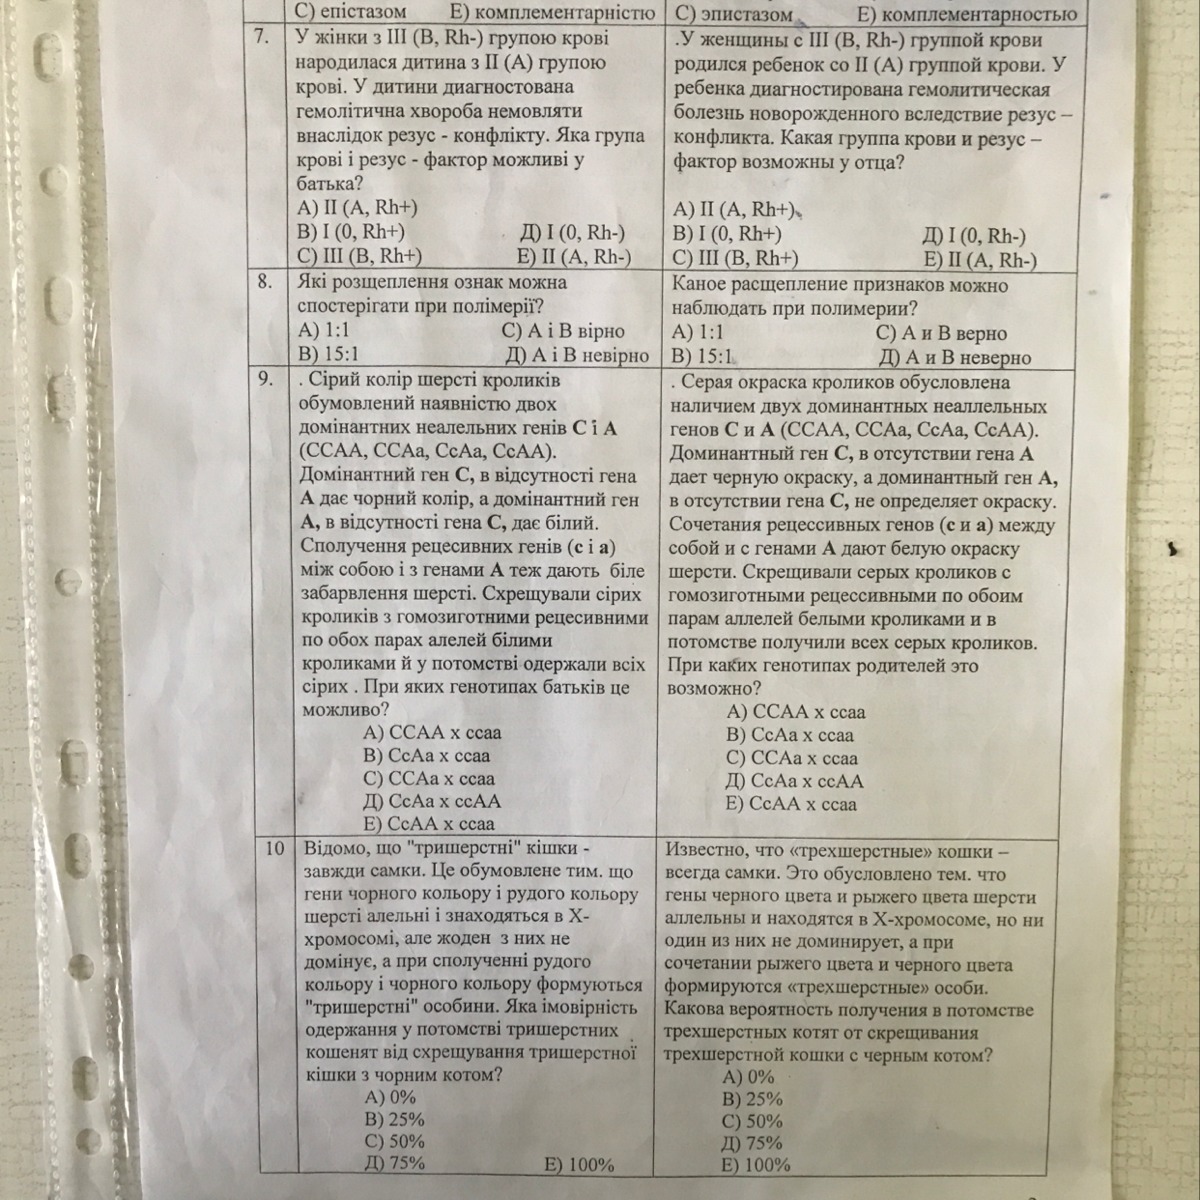 С) епістазом Е) комплементарністю
7. У жінки з III (В, Rh-) групою крові
народилася дитина з II (А) групою
крові. У дитини диагностована
гемолітична хвороба немовляти
внаслідок резус - конфлікту. Яка група
крові і резус - фактор можливі у
батька?
А) II (А, Rh+)
В) I (0, Rh+) Д) I (0, Rh-)
С) III (В, Rh+) Е) II (А, Rh-)
С) эпистазом Е) комплементарностью
.У женщины с III (В, Rh-) группой крови
родился ребенок со II (А) группой крови. У
ребенка диагностирована гемолитическая
болезнь новорожденного вследствие резус –
конфликта. Какая группа крови и резус –
фактор возможны у отца?
А) II (А, Rh+)
В) I (0, Rh+) Д) I (0, Rh-)
С) III (В, Rh+) Е) II (А, Rh-)
8. Які розщеплення ознак можна
спостерігати при полімерії?
А) 1:1 С) А і В вірно
В) 15:1 Д) А і В невірно
Каное расщепление признаков можно
наблюдать при полимерии?
А) 1:1 С) А и В верно
В) 15:1 Д) А и В неверно
9. . Сірий колір шерсті кроликів
обумовлений наявністю двох
домінантних неалельних генів С і А
(ССАА, ССАа, СсАа, СсАА).
Домінантний ген С, в відсутності гена
А дає чорний колір, а домінантний ген
А, в відсутності гена С, дає білий.
Сполучення рецесивних генів (с і а)
між собою і з генами А теж дають біле
забарвлення шерсті. Схрещували сірих
кроликів з гомозиготними рецесивними
по обох парах алелей білими
кроликами й у потомстві одержали всіх
сірих . При яких генотипах батьків це
можливо?
А) ССАА х ссаа
В) СсАа х ссаа
С) ССАа х ссаа
Д) СсАа х ссАА
Е) СсАА х ссаа
. Серая окраска кроликов обусловлена
наличием двух доминантных неаллельных
генов С и А (ССАА, ССАа, СсАа, СсАА).
Доминантный ген С, в отсутствии гена А
дает черную окраску, а доминантный ген А,
в отсутствии гена С, не определяет окраску.
Сочетания рецессивных генов (с и а) между
собой и с генами А дают белую окраску
шерсти. Скрещивали серых кроликов с
гомозиготными рецессивными по обоим
парам аллелей белыми кроликами и в
потомстве получили всех серых кроликов.
При каких генотипах родителей это
возможно?
А) ССАА х ссаа
В) СсАа х ссаа
С) ССАа х ссаа
Д) СсАа х ссАА
Е) СсАА х ссаа
10 Відомо, що "тришерстні" кішки -
завжди самки. Це обумовлене тим. що
гени чорного кольору і рудого кольору
шерсті алельні і знаходяться в Х-
хромосомі, але жоден з них не
домінує, а при сполученні рудого
кольору і чорного кольору формуються
"тришерстні" особини. Яка імовірність
одержання у потомстві тришерстних
кошенят від схрещування тришерстної
кішки з чорним котом?
А) 0%
В) 25%
С) 50%
Д) 75% Е) 100%
Известно, что «трехшерстные» кошки –
всегда самки. Это обусловлено тем. что
гены черного цвета и рыжего цвета шерсти
аллельны и находятся в Х-хромосоме, но ни
один из них не доминирует, а при
сочетании рыжего цвета и черного цвета
формируются «трехшерстные» особи.
Какова вероятность получения в потомстве
трехшерстных котят от скрещивания
трехшерстной кошки с черным котом?
А) 0%
В) 25%
С) 50%
Д) 75%
Е) 100%